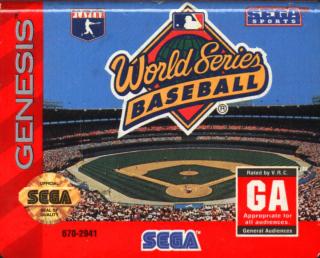 GENESIS
PLAYERS
SEGA
SPORTS
World Series
BASEBALL
®
Rated by V.R.C.
GA
Appropriate for
all audiences.
General Audiences
OFFICIAL
SEGA
SEAL OF
QUALITY
670-2941
SEGA